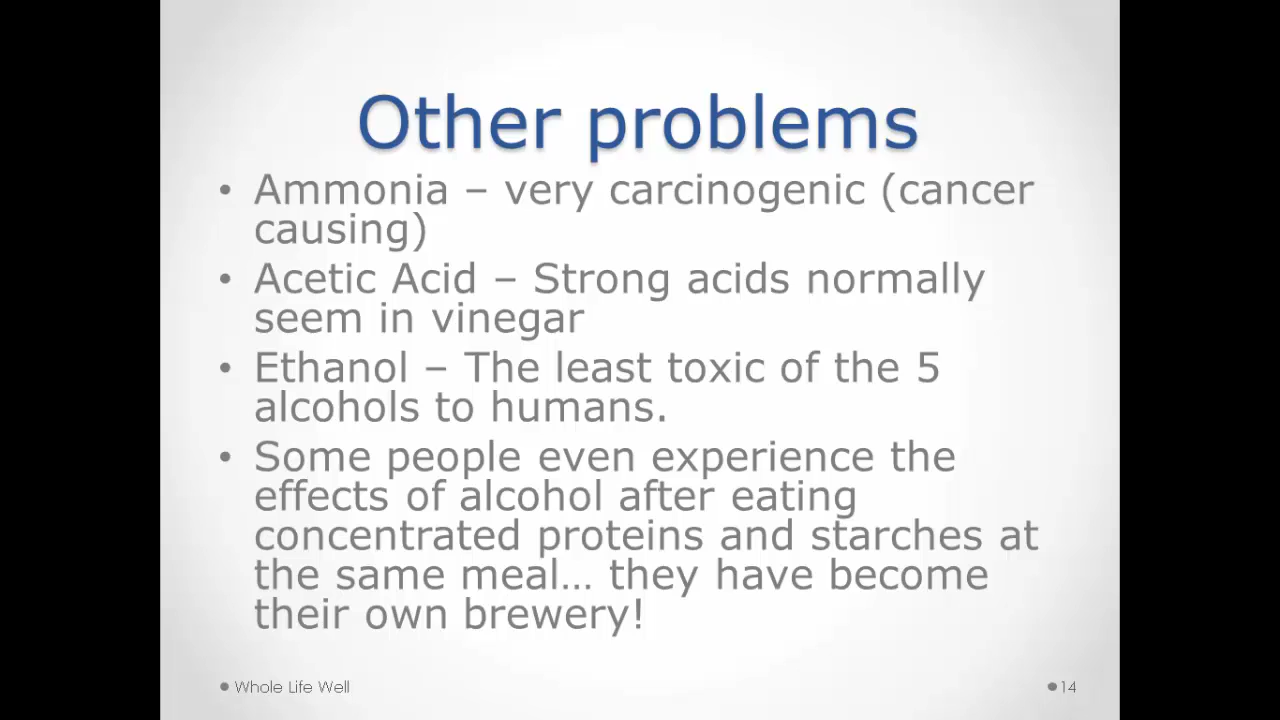 Other problems
• Ammonia – very carcinogenic (cancer
causing)
• Acetic Acid – Strong acids normally
seem in vinegar
• Ethanol – The least toxic of the 5
alcohols to humans.
• Some people even experience the
effects of alcohol after eating
concentrated proteins and starches at
the same meal… they have become
their own brewery!
• Whole Life Well
• 14